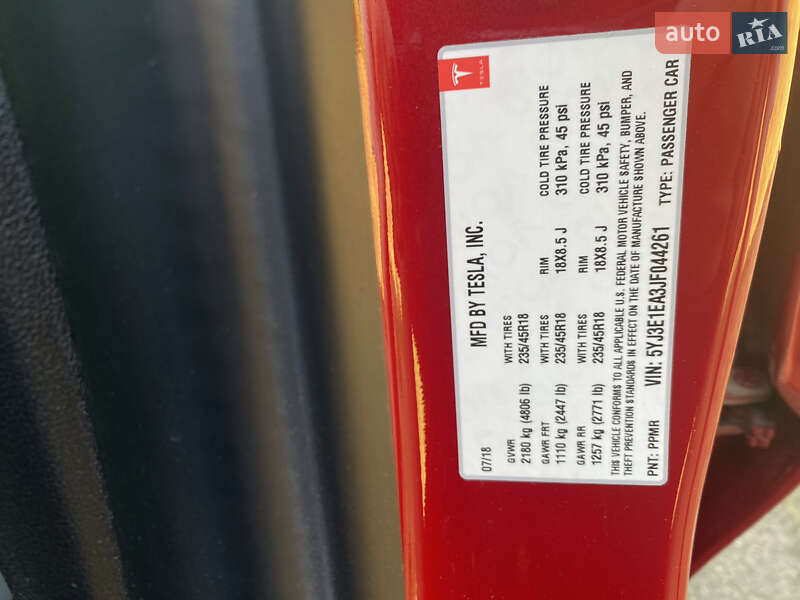 auto RIA.com
TESLA
MFD BY TESLA, INC.
07/18
GVWR WITH TIRES
2180 kg (4806 lb) 235/45R18
GAWR FRT WITH TIRES RIM COLD TIRE PRESSURE
1110 kg (2447 lb) 235/45R18 18X8.5 J 310 kPa, 45 psi
GAWR RR WITH TIRES RIM COLD TIRE PRESSURE
1257 kg (2771 lb) 235/45R18 18X8.5 J 310 kPa, 45 psi
THIS VEHICLE CONFORMS TO ALL APPLICABLE U.S. FEDERAL MOTOR VEHICLE SAFETY, BUMPER, AND
THEFT PREVENTION STANDARDS IN EFFECT ON THE DATE OF MANUFACTURE SHOWN ABOVE.
PNT: PPMR VIN: 5YJ3E1EA3JF044261 TYPE: PASSENGER CAR